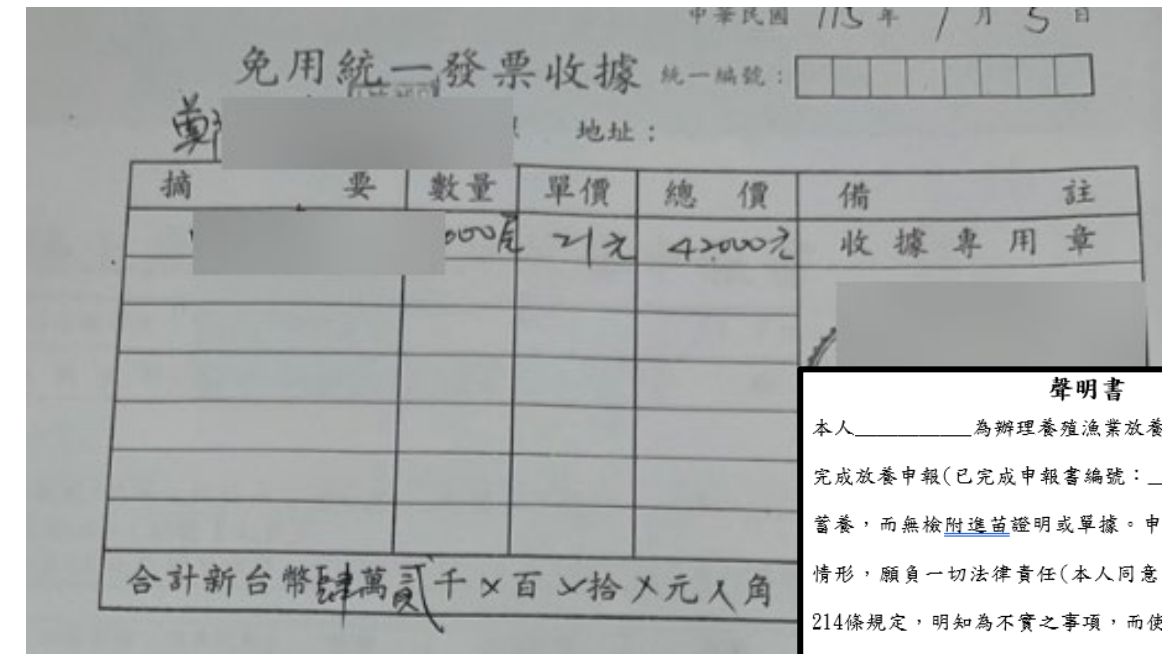 中華民國 115 年 1 月 5 日
免用統一發票收據 統一編號：
鄭 地址：
摘要 數量 單價 總價 備註
000尾 21元 42000元 收據專用章
合計新台幣肆萬貳千×百×拾×元×角
聲明書
本人＿＿＿＿＿＿為辦理養殖漁業放養
完成放養申報(已完成申報書編號：＿
蓄養，而無檢附進苗證明或單據。申
情形，願負一切法律責任(本人同意
214條規定，明知為不實之事項，而使